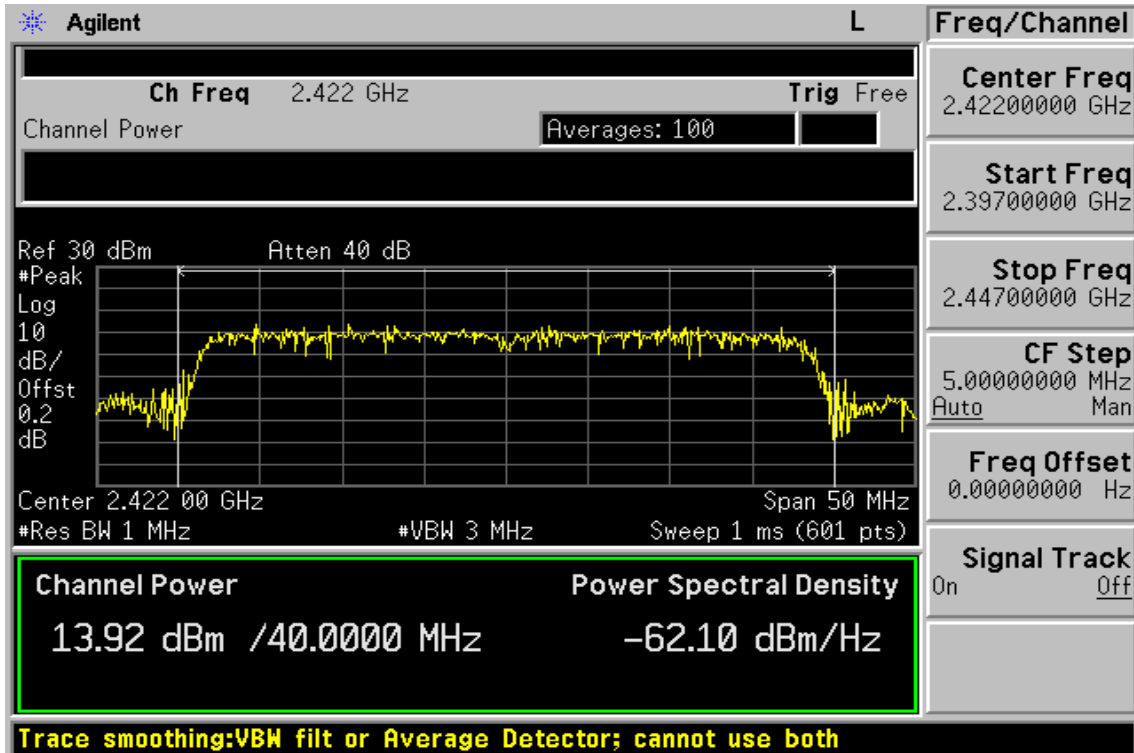 Agilent L
Ch Freq 2.422 GHz Trig Free
Channel Power Averages: 100
Ref 30 dBm Atten 40 dB
#Peak
Log
10
dB/
Offst
0.2
dB
Center 2.422 00 GHz Span 50 MHz
#Res BW 1 MHz #VBW 3 MHz Sweep 1 ms (601 pts)
Channel Power Power Spectral Density
13.92 dBm /40.0000 MHz -62.10 dBm/Hz
Trace smoothing:VBW filt or Average Detector; cannot use both
Freq/Channel
Center Freq
2.42200000 GHz
Start Freq
2.39700000 GHz
Stop Freq
2.44700000 GHz
CF Step
5.00000000 MHz
Auto Man
Freq Offset
0.00000000 Hz
Signal Track
On Off